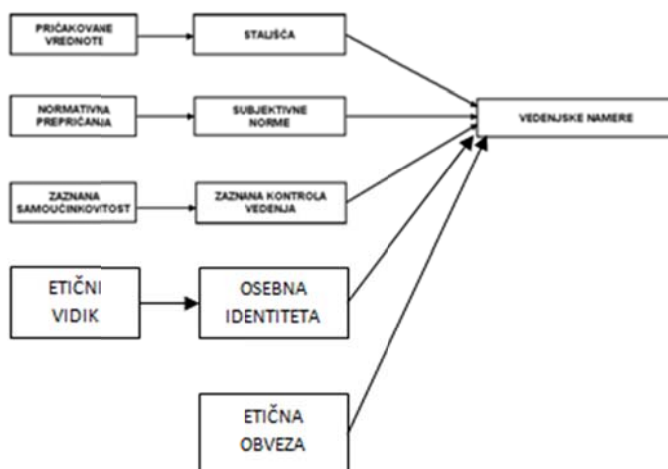 PRIČAKOVANE
VREDNOTE
STALIŠČA
NORMATIVNA
PREPRIČANJA
SUBJEKTIVNE
NORME
VEDENJSKE NAMERE
ZAZNANA
SAMOUČINKOVITOST
ZAZNANA KONTROLA
VEDENJA
ETIČNI
VIDIK
OSEBNA
IDENTITETA
ETIČNA
OBVEZA